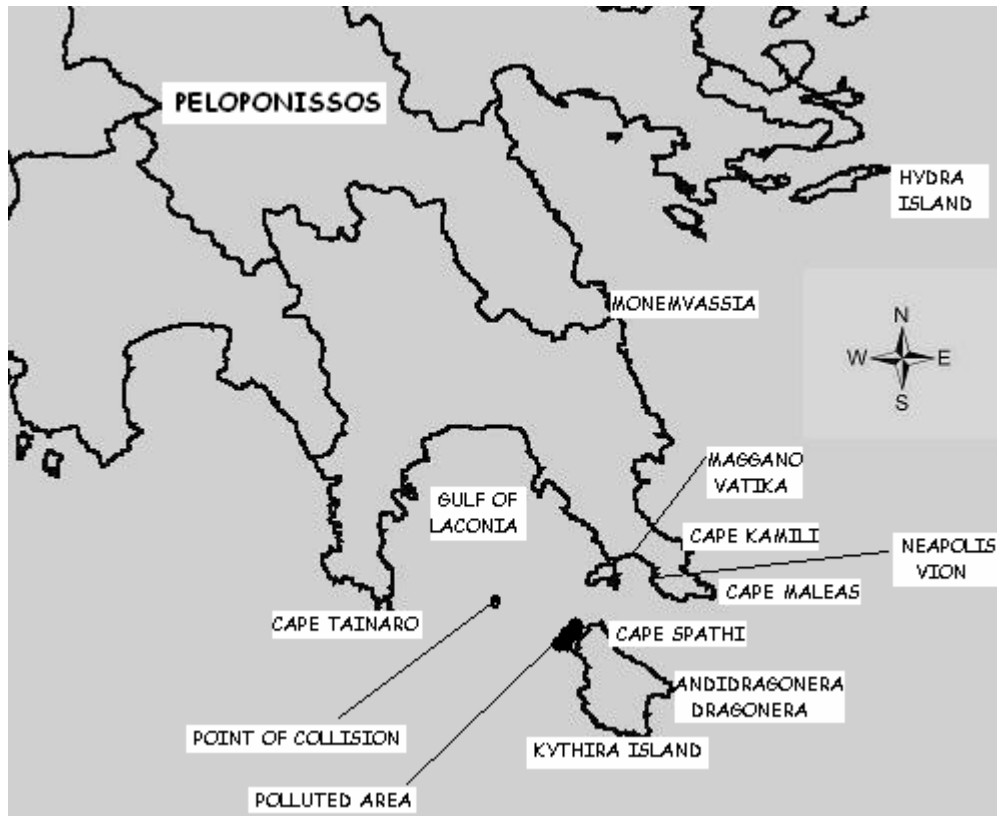 PELOPONISSOS
HYDRA
ISLAND
MONEMVASSIA
N
W
E
S
MAGGANO
VATIKA
GULF OF
LACONIA
CAPE KAMILI
NEAPOLIS
VION
CAPE MALEAS
CAPE TAINARO
CAPE SPATHI
ANDIDRAGONERA
DRAGONERA
POINT OF COLLISION
KYTHIRA ISLAND
POLLUTED AREA